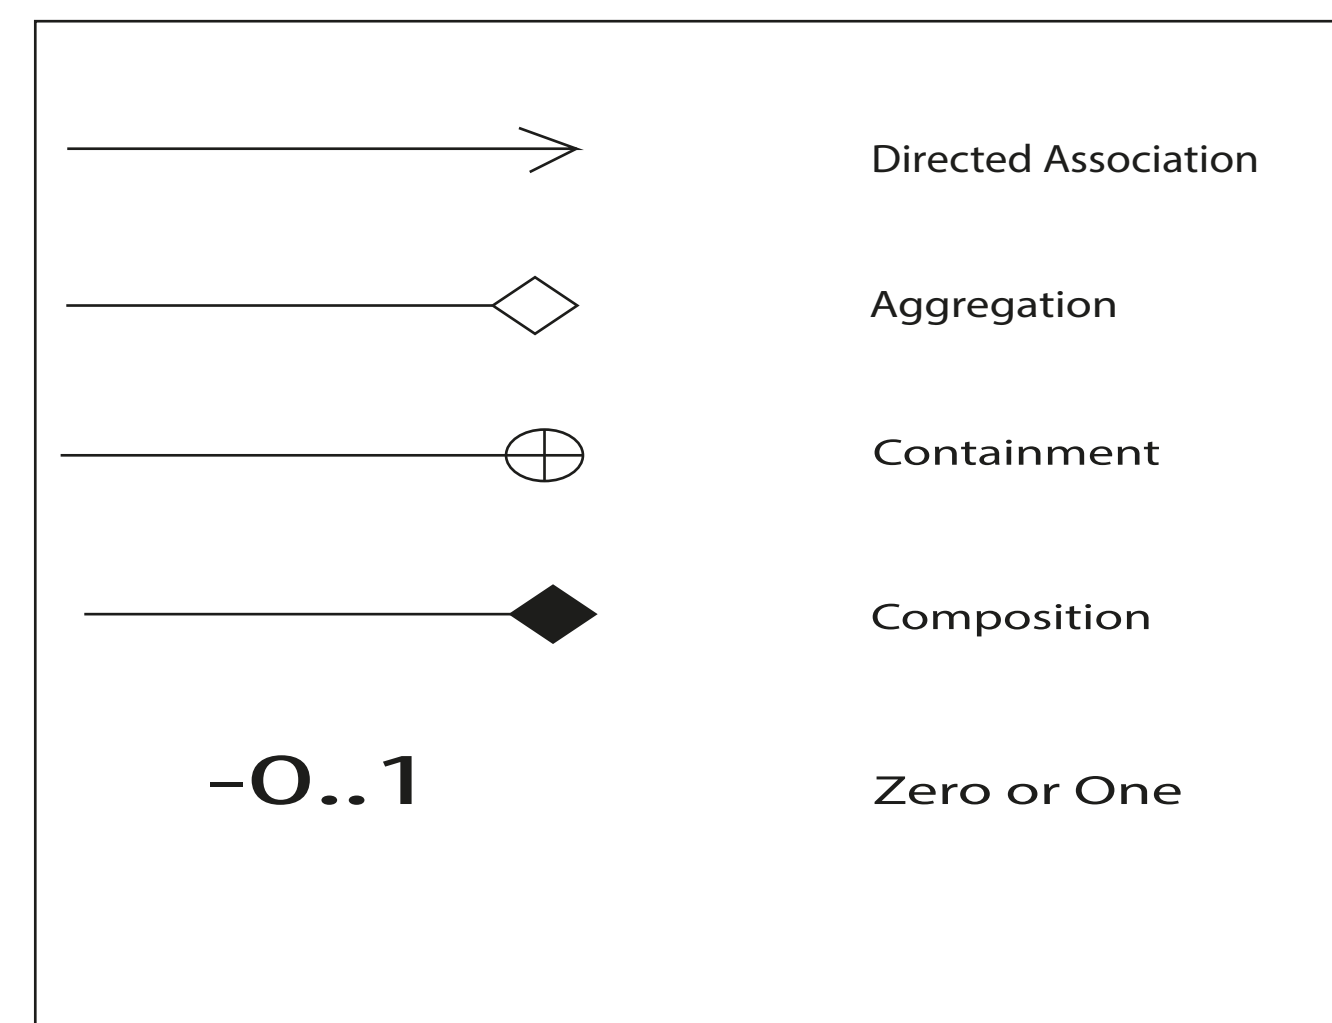 Directed Association
Aggregation
Containment
Composition
–0..1
Zero or One